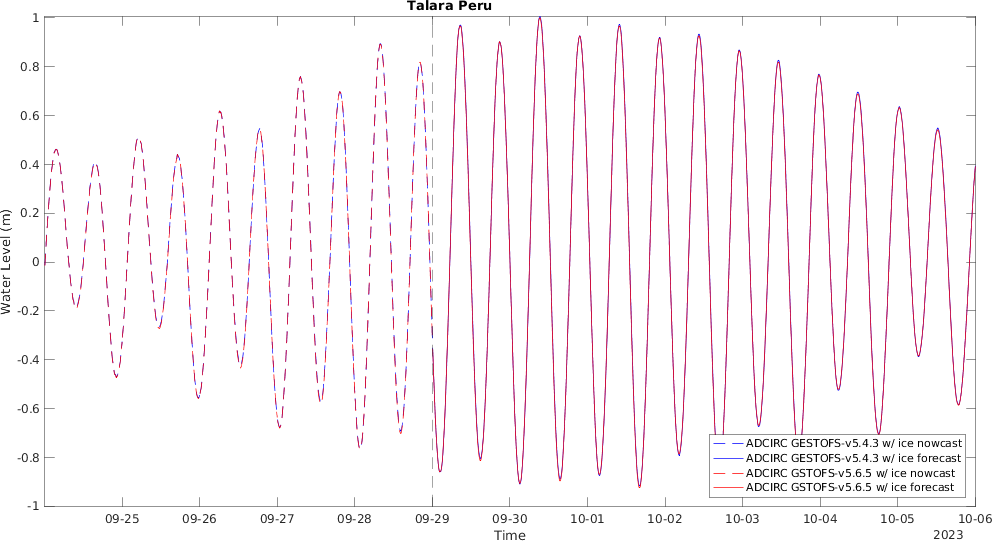 Talara Peru
1
0.8
0.6
0.4
0.2
0
-0.2
-0.4
-0.6
-0.8
-1
Water Level (m)
ADCIRC GESTOFS-v5.4.3 w/ ice nowcast
ADCIRC GESTOFS-v5.4.3 w/ ice forecast
ADCIRC GSTOFS-v5.6.5 w/ ice nowcast
ADCIRC GSTOFS-v5.6.5 w/ ice forecast
09-25 09-26 09-27 09-28 09-29 09-30 10-01 10-02 10-03 10-04 10-05 10-06
Time
2023